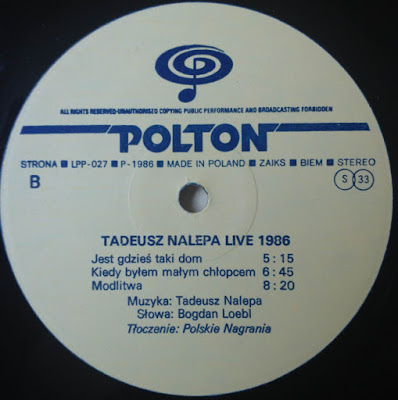 ALL RIGHTS RESERVED-UNAUTHORISED COPYING PUBLIC PERFORMANCE AND BROADCASTING FORBIDDEN
POLTON
STRONA ■ LPP-027 ■ P-1986 ■ MADE IN POLAND ■ ZAIKS ■ BIEM ■ STEREO
B S 33
TADEUSZ NALEPA LIVE 1986
Jest gdzieś taki dom 5 : 15
Kiedy byłem małym chłopcem 6 : 45
Modlitwa 8 : 20
Muzyka: Tadeusz Nalepa
Słowa: Bogdan Loebl
Tłoczenie: Polskie Nagrania